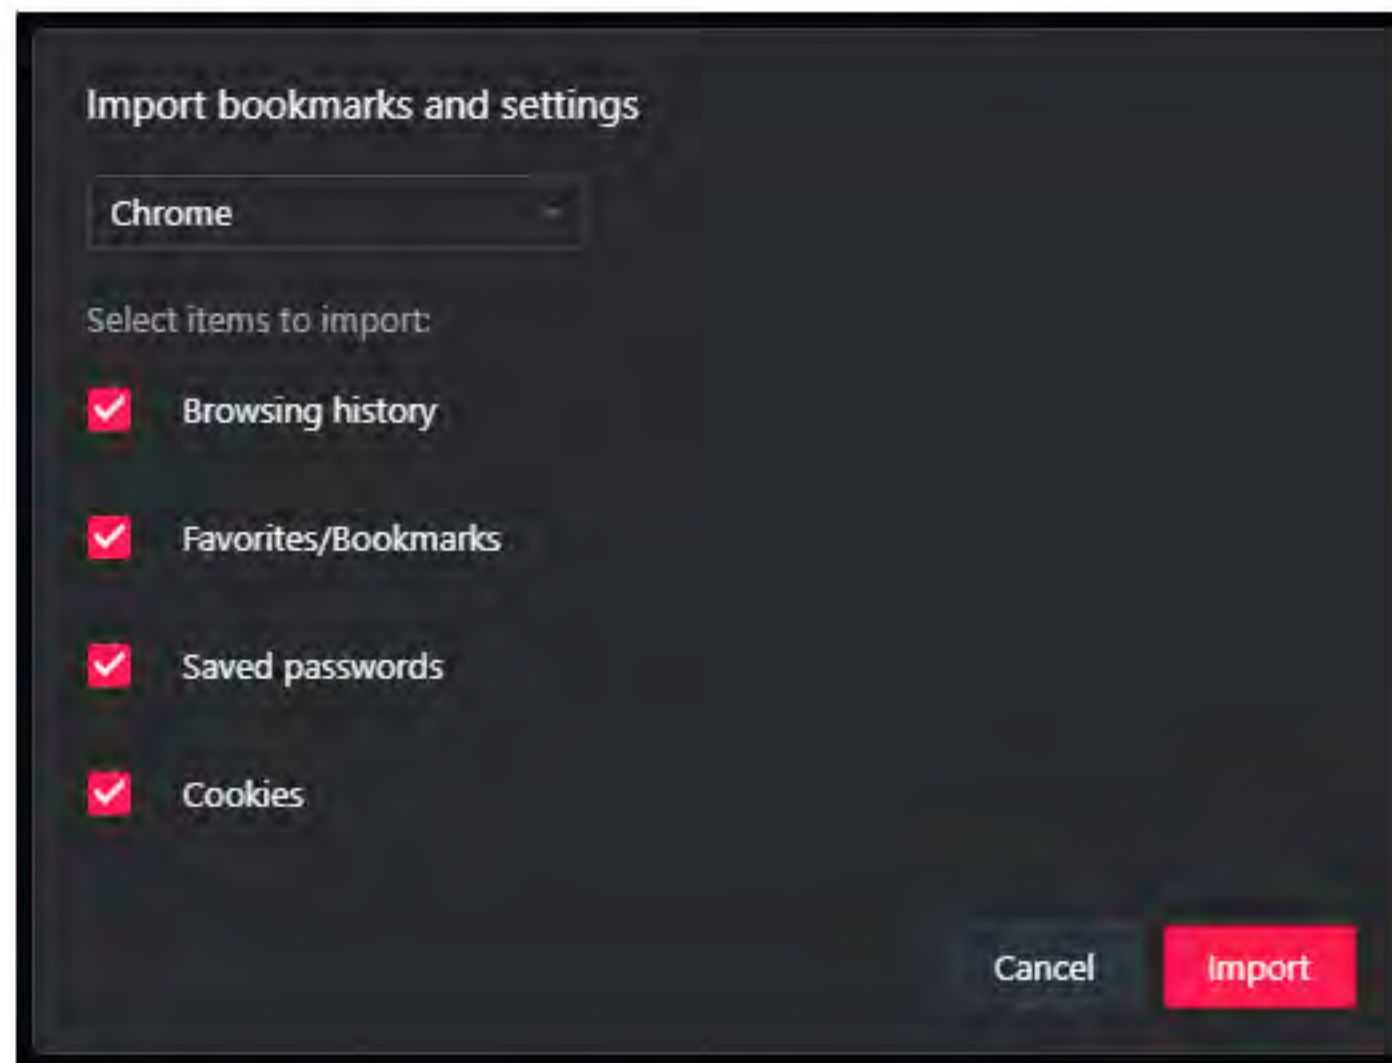 Import bookmarks and settings
Chrome
Select items to import:
Browsing history
Favorites/Bookmarks
Saved passwords
Cookies
Cancel Import